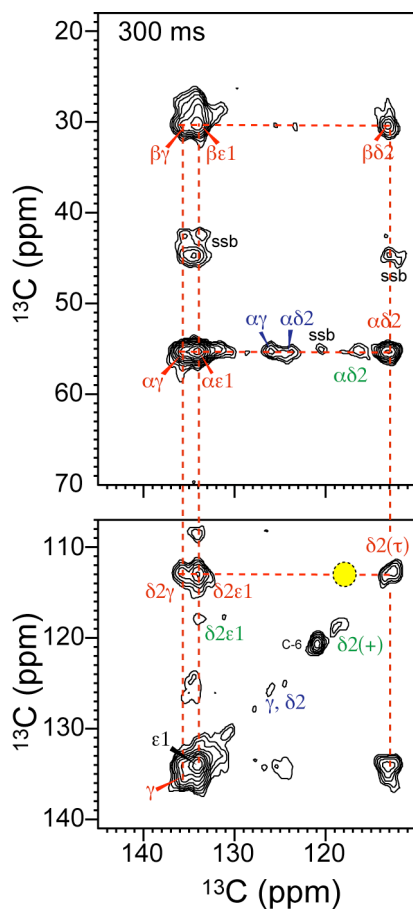 300 ms
20
30
40
50
60
70
¹³C (ppm)
βγ
βε1
βδ2
ssb
ssb
αγ
αδ2
ssb
αδ2
αγ
αε1
αδ2
110
120
130
140
¹³C (ppm)
δ2(τ)
δ2γ
δ2ε1
δ2ε1
C-6
δ2(+)
γ, δ2
ε1
γ
140
130
120
¹³C (ppm)